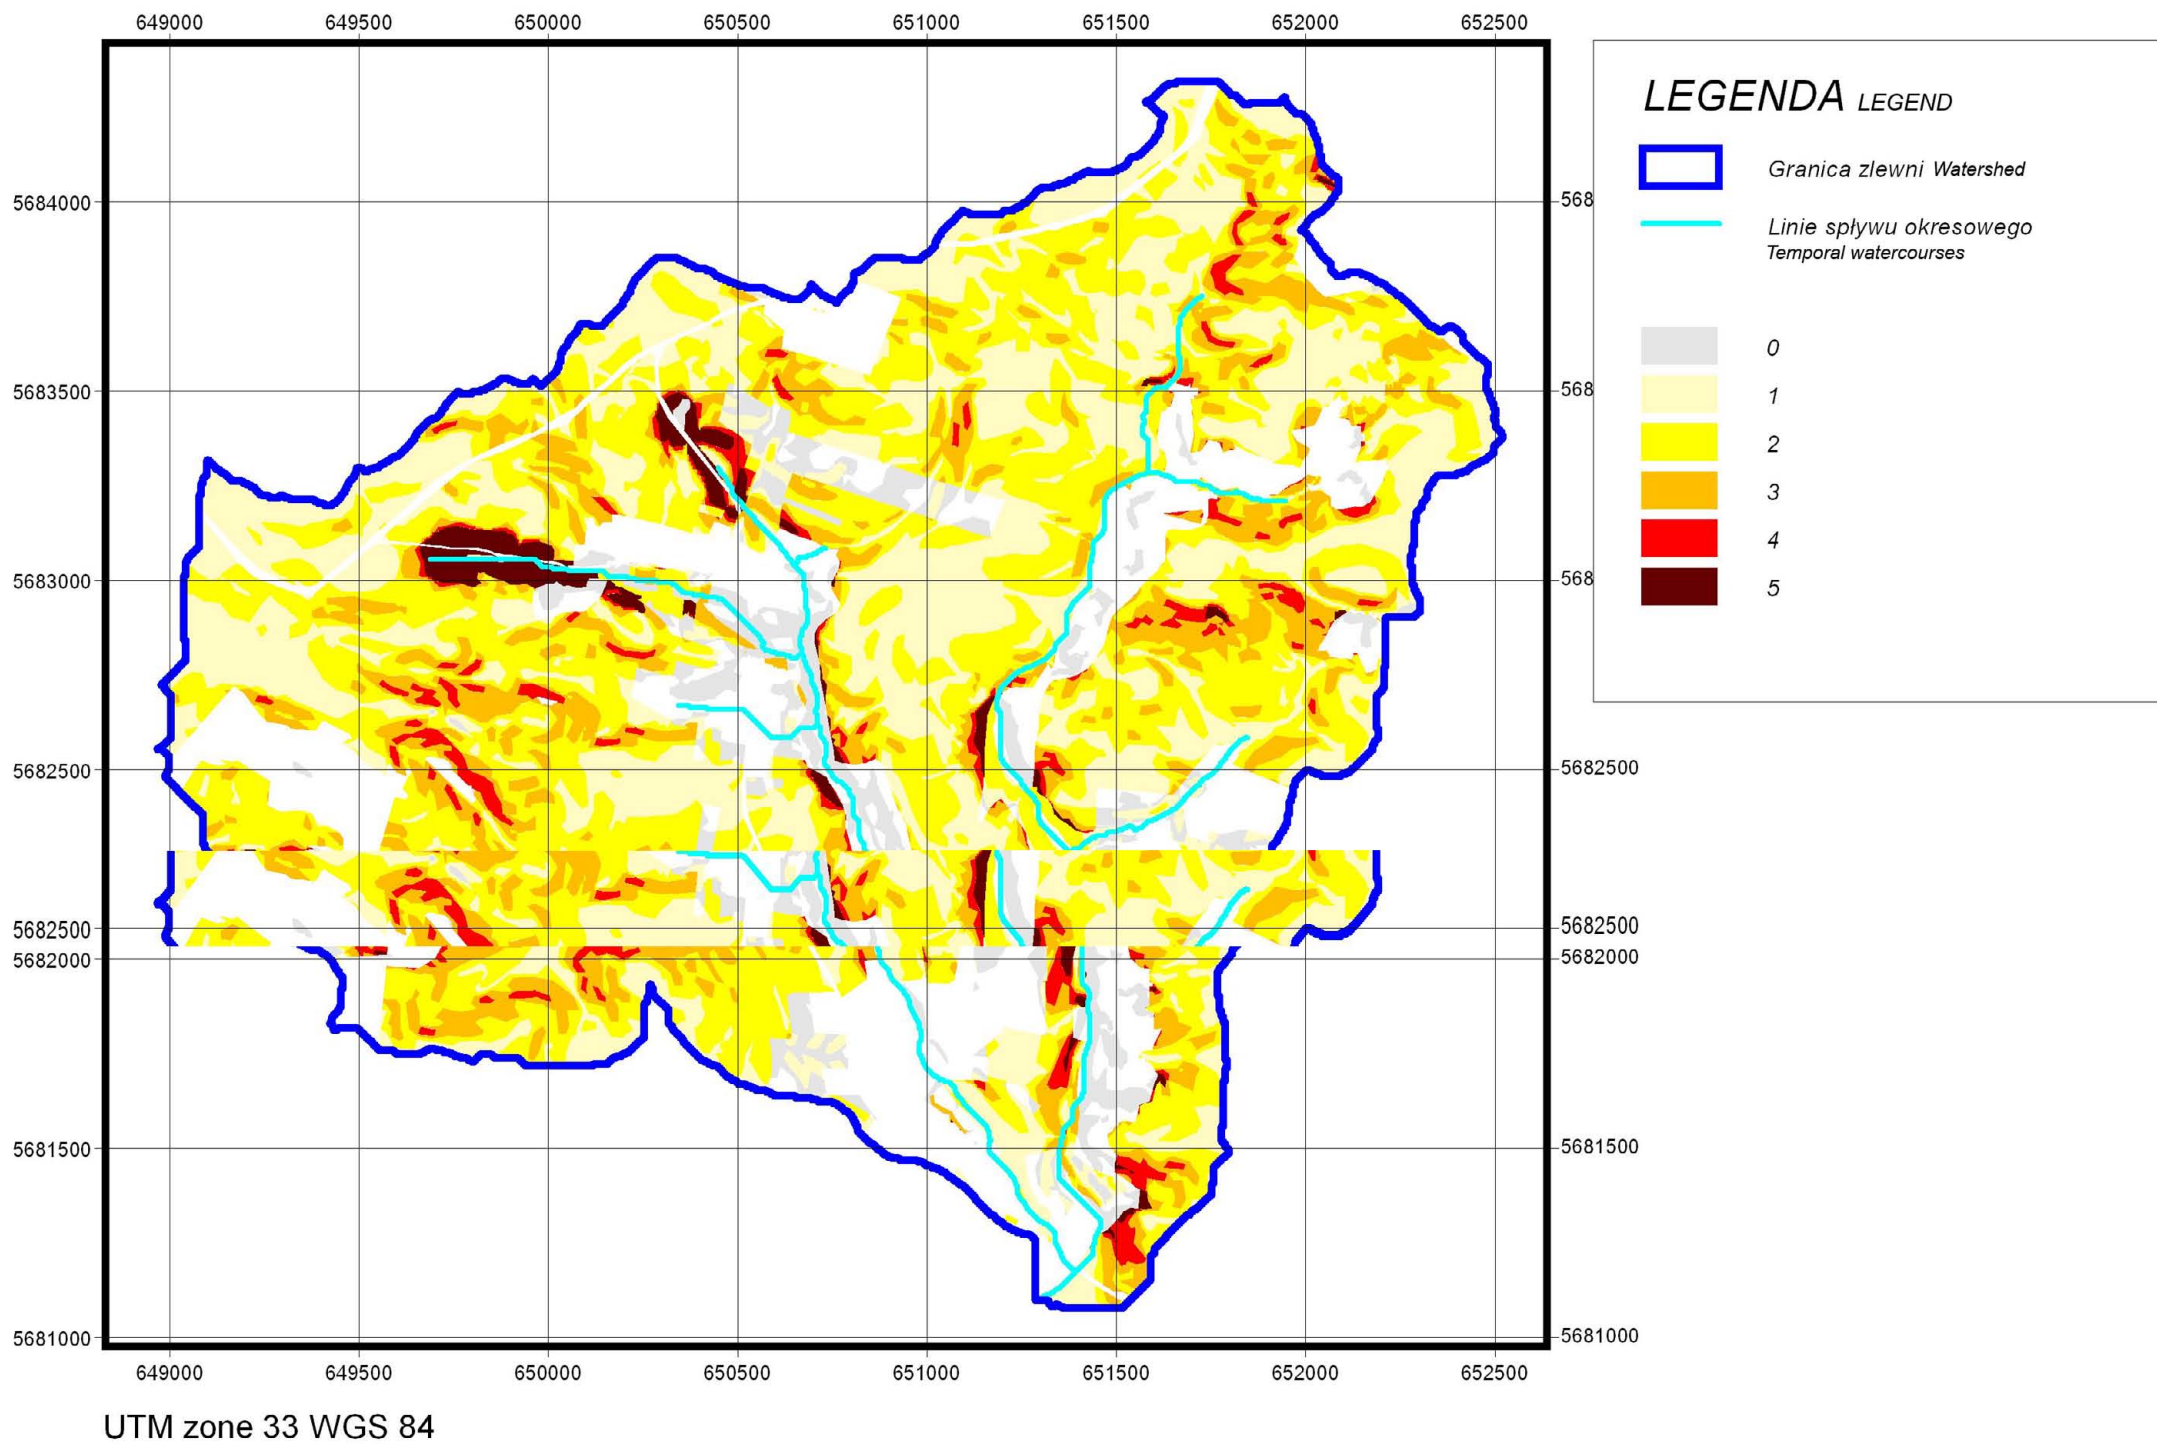 649000 649500 650000 650500 651000 651500 652000 652500
LEGENDA LEGEND
Granica zlewni Watershed
5684000 568
Linie spływu okresowego
Temporal watercourses
0
5683500 568
1
2
3
4
5683000 568
5
5682500 5682500
5682500 5682500
5682000 5682000
5681500 5681500
5681000 5681000
649000 649500 650000 650500 651000 651500 652000 652500
UTM zone 33 WGS 84